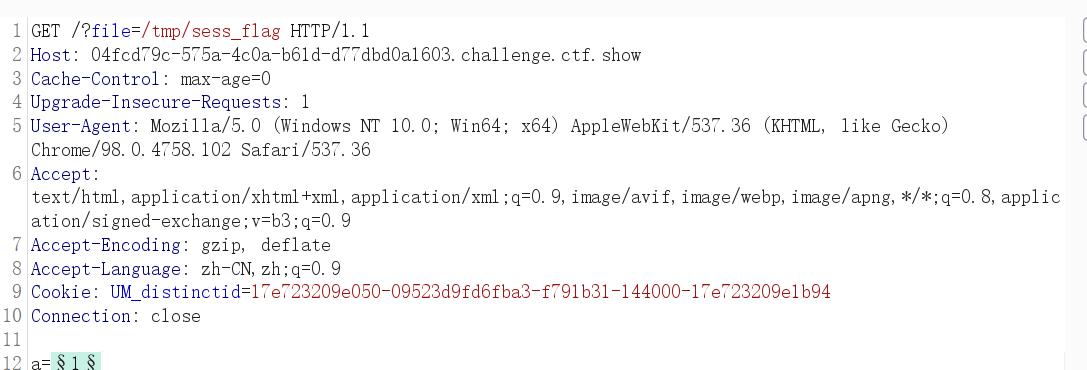 1 GET /?file=/tmp/sess_flag HTTP/1.1
2 Host: 04fcd79c-575a-4c0a-b61d-d77dbd0a1603.challenge.ctf.show
3 Cache-Control: max-age=0
4 Upgrade-Insecure-Requests: 1
5 User-Agent: Mozilla/5.0 (Windows NT 10.0; Win64; x64) AppleWebKit/537.36 (KHTML, like Gecko)
Chrome/98.0.4758.102 Safari/537.36
6 Accept:
text/html,application/xhtml+xml,application/xml;q=0.9,image/avif,image/webp,image/apng,*/*;q=0.8,applic
ation/signed-exchange;v=b3;q=0.9
7 Accept-Encoding: gzip, deflate
8 Accept-Language: zh-CN,zh;q=0.9
9 Cookie: UM_distinctid=17e723209e050-09523d9fd6fba3-f791b31-144000-17e723209e1b94
10 Connection: close
11
12 a=§1§